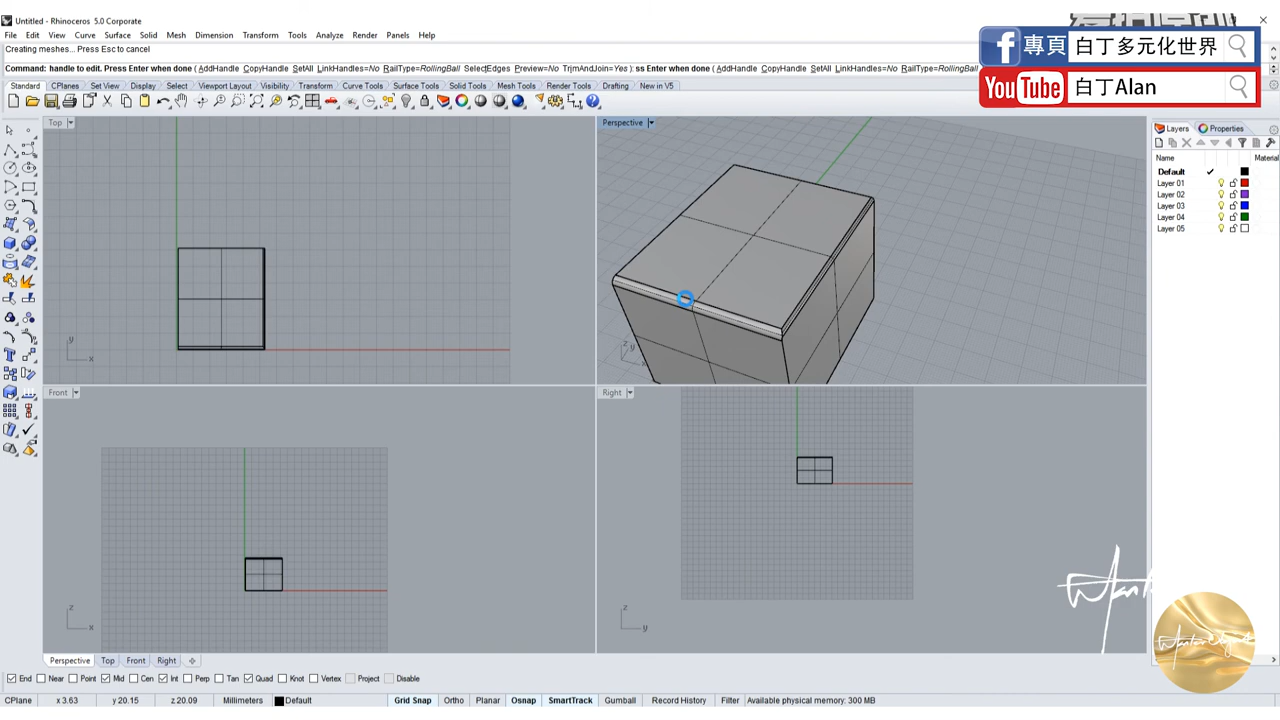 Untitled - Rhinoceros 5.0 Corporate
File Edit View Curve Surface Solid Mesh Dimension Transform Tools Analyze Render Panels Help
Creating meshes... Press Esc to cancel
Command: handle to edit. Press Enter when done ( AddHandle CopyHandle SetAll LinkHandles=No RailType=RollingBall SelectEdges Preview=No TrimAndJoin=Yes ): ss Enter when done ( AddHandle CopyHandle SetAll LinkHandles=No RailType=RollingBall
專頁 白丁多元化世界
YouTube 白丁Alan
Standard CPlanes Set View Display Select Viewport Layout Visibility Transform Curve Tools Surface Tools Solid Tools Mesh Tools Render Tools Drafting New in V5
Top
Perspective
Layers Properties
Name Material
Default
Layer 01
Layer 02
Layer 03
Layer 04
Layer 05
y
x
z
y
x
Front
Right
z
x
z
y
Perspective Top Front Right
End Near Point Mid Cen Int Perp Tan Quad Knot Vertex Project Disable
CPlane x 3.63 y 20.15 z 20.09 Millimeters Default Grid Snap Ortho Planar Osnap SmartTrack Gumball Record History Filter Available physical memory: 300 MB